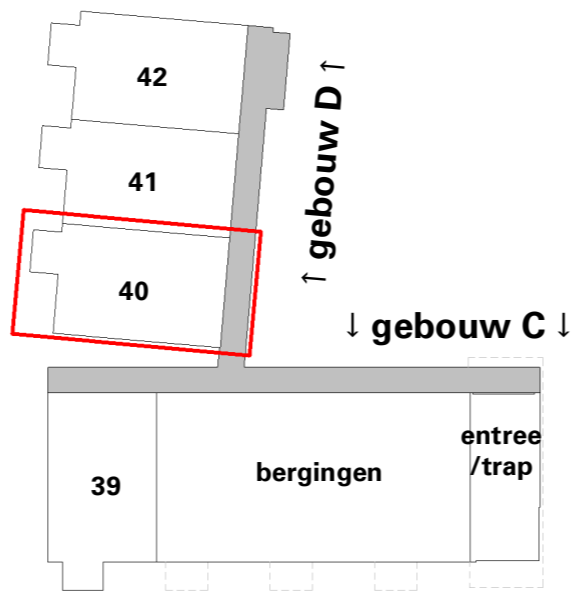 42
↑ gebouw D ↑
41
40
↓ gebouw C ↓
entree
/trap
39
bergingen